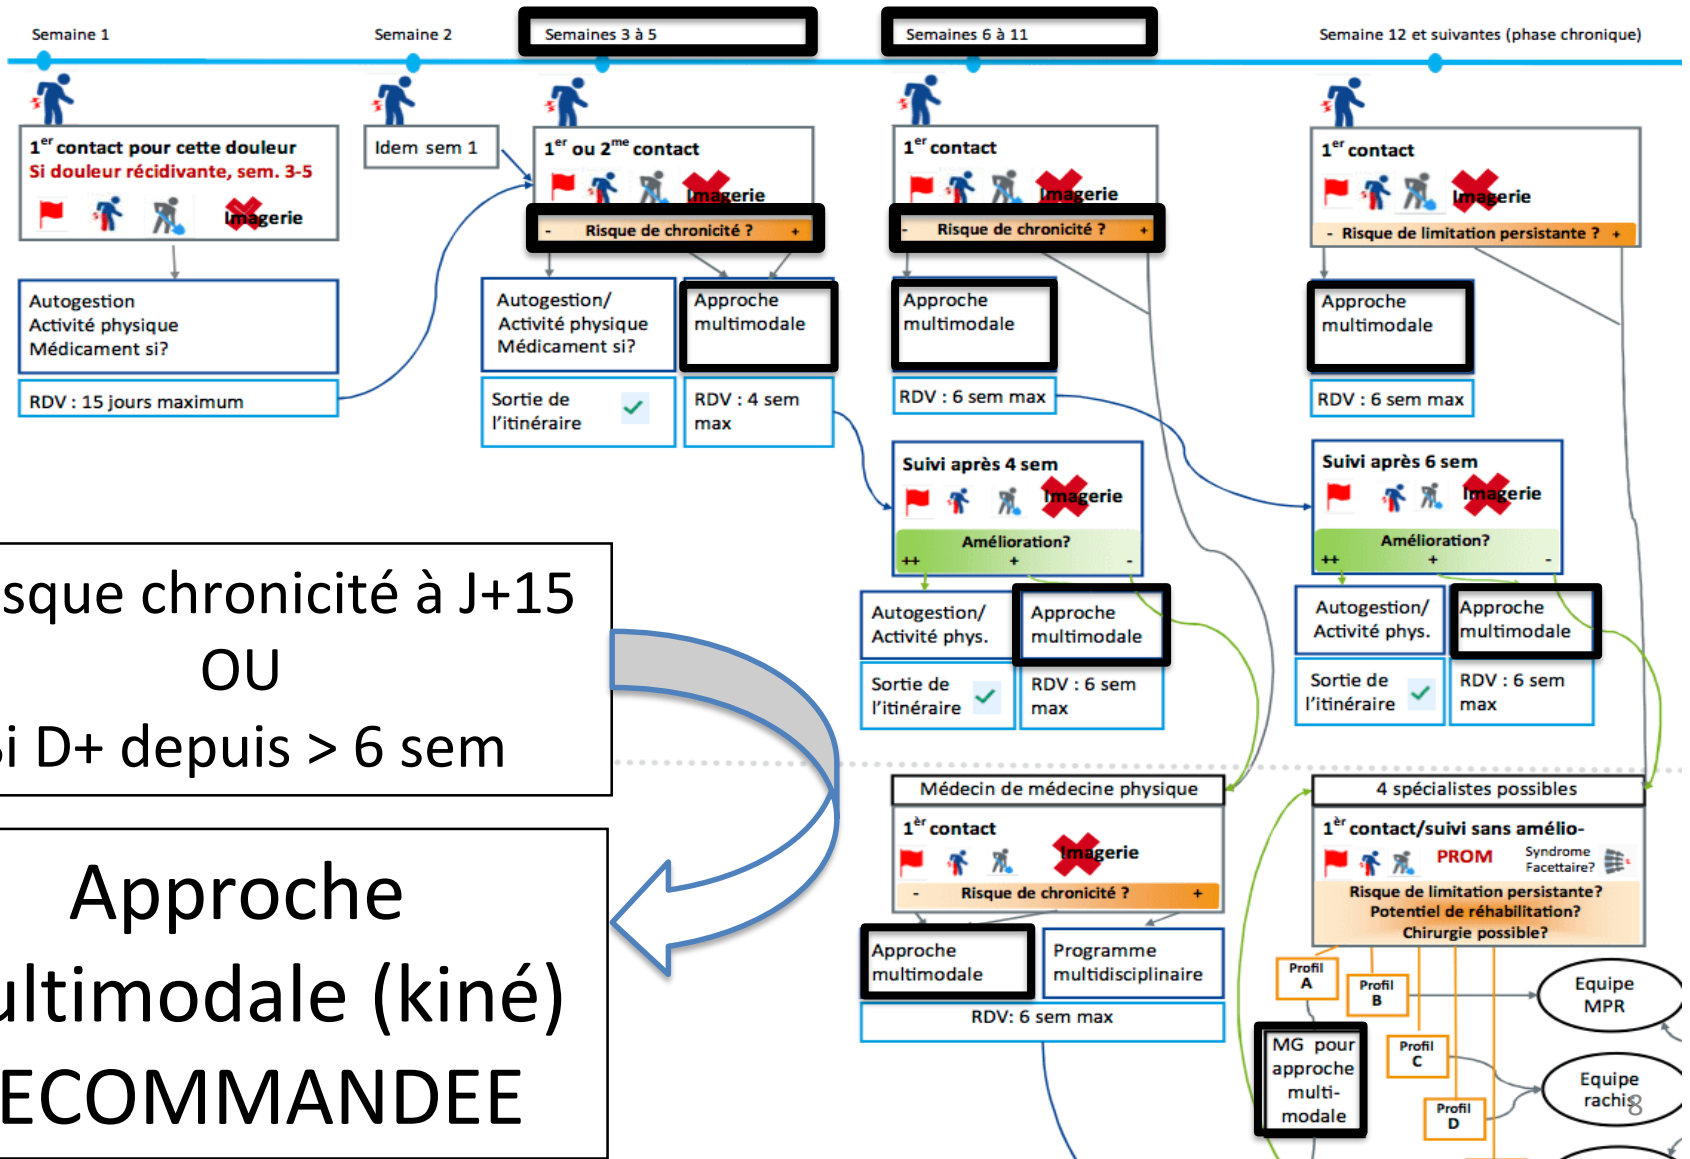 Semaine 1
Semaine 2
Semaines 3 à 5
Semaines 6 à 11
Semaine 12 et suivantes (phase chronique)
1er contact pour cette douleur
Si douleur récidivante, sem. 3-5
Imagerie
Autogestion
Activité physique
Médicament si?
RDV : 15 jours maximum
Idem sem 1
1er ou 2me contact
Imagerie
- Risque de chronicité ? +
Autogestion/
Activité physique
Médicament si?
Sortie de
l'itinéraire
Approche
multimodale
RDV : 4 sem
max
1er contact
Imagerie
- Risque de chronicité ? +
Approche
multimodale
RDV : 6 sem max
Suivi après 4 sem
Imagerie
Amélioration?
++ + -
Autogestion/
Activité phys.
Sortie de
l'itinéraire
Approche
multimodale
RDV : 6 sem
max
1er contact
Imagerie
- Risque de limitation persistante ? +
Approche
multimodale
RDV : 6 sem max
Suivi après 6 sem
Imagerie
Amélioration?
++ + -
Autogestion/
Activité phys.
Sortie de
l'itinéraire
Approche
multimodale
RDV : 6 sem
max
isque chronicité à J+15
OU
si D+ depuis > 6 sem
Approche
ultimodale (kiné)
ECOMMANDEE
Médecin de médecine physique
1èr contact
Imagerie
- Risque de chronicité ? +
Approche
multimodale
Programme
multidisciplinaire
RDV: 6 sem max
4 spécialistes possibles
1èr contact/suivi sans amélio-
PROM
Syndrome
Facettaire?
Risque de limitation persistante?
Potentiel de réhabilitation?
Chirurgie possible?
Profil
A
Profil
B
Profil
C
Profil
D
MG pour
approche
multi-
modale
Equipe
MPR
Equipe
rachis
8